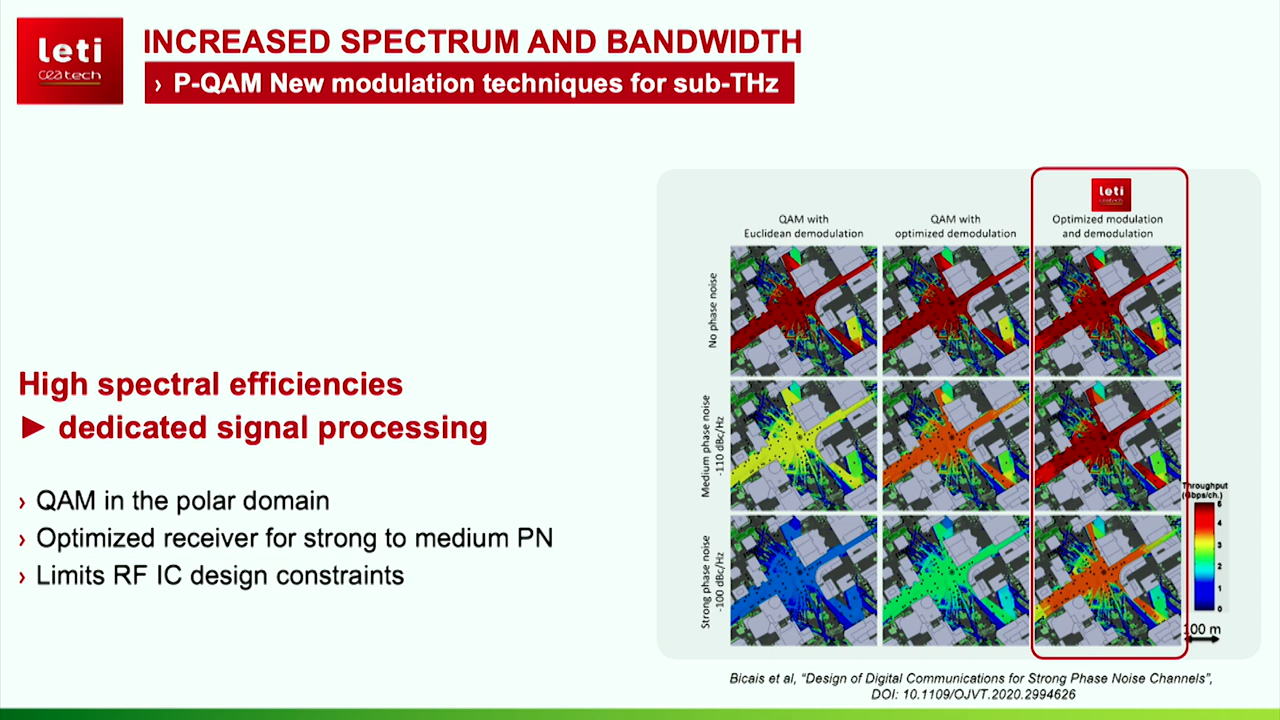 leti
ceatech
INCREASED SPECTRUM AND BANDWIDTH
› P-QAM New modulation techniques for sub-THz
High spectral efficiencies
► dedicated signal processing
› QAM in the polar domain
› Optimized receiver for strong to medium PN
› Limits RF IC design constraints
leti
ceatech
QAM with
Euclidean demodulation
QAM with
optimized demodulation
Optimized modulation
and demodulation
No phase noise
Medium phase noise
-110 dBc/Hz
Strong phase noise
-100 dBc/Hz
Throughput
(Gbps/ch.)
5
4
3
2
1
0
100 m
Bicais et al, “Design of Digital Communications for Strong Phase Noise Channels”,
DOI: 10.1109/OJVT.2020.2994626